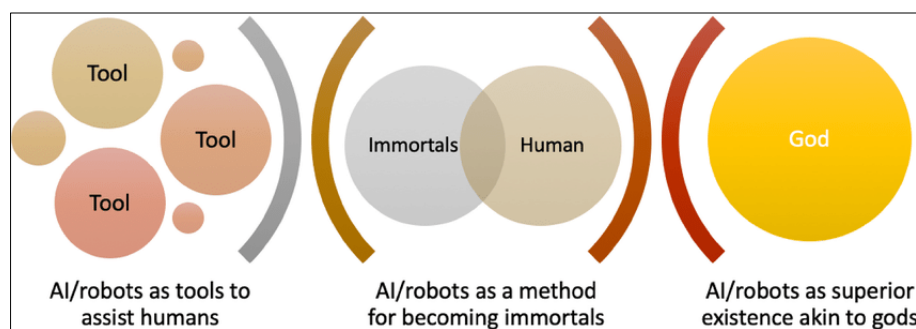 Tool
Tool
Tool
Immortals
Human
God
AI/robots as tools to
assist humans
AI/robots as a method
for becoming immortals
AI/robots as superior
existence akin to gods